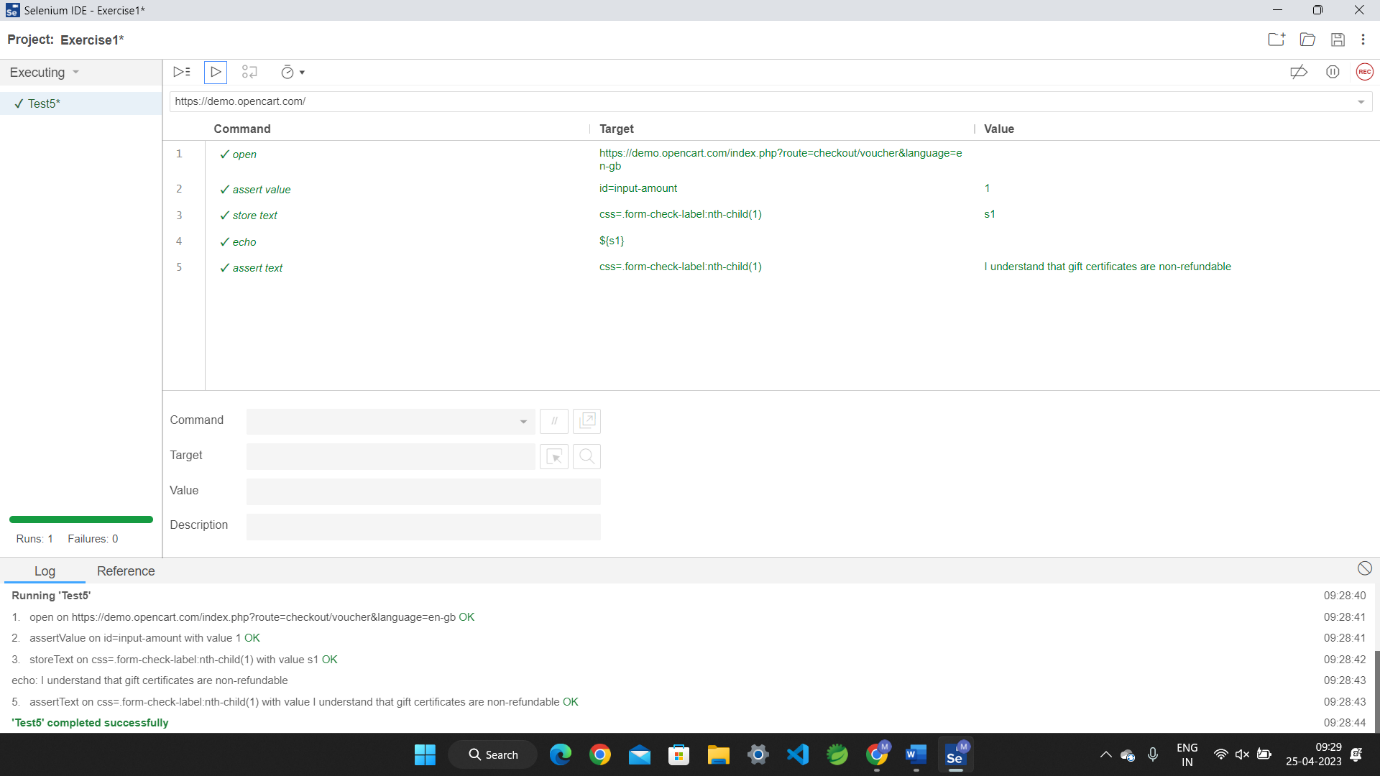 Selenium IDE - Exercise1*
Project: Exercise1*
Executing
REC
✓ Test5*
https://demo.opencart.com/
Command Target Value
1 ✓ open https://demo.opencart.com/index.php?route=checkout/voucher&language=e
n-gb
2 ✓ assert value id=input-amount 1
3 ✓ store text css=.form-check-label:nth-child(1) s1
4 ✓ echo ${s1}
5 ✓ assert text css=.form-check-label:nth-child(1) I understand that gift certificates are non-refundable
Command //
Target
Value
Description
Runs: 1 Failures: 0
Log Reference
Running 'Test5' 09:28:40
1. open on https://demo.opencart.com/index.php?route=checkout/voucher&language=en-gb OK 09:28:41
2. assertValue on id=input-amount with value 1 OK 09:28:41
3. storeText on css=.form-check-label:nth-child(1) with value s1 OK 09:28:42
echo: I understand that gift certificates are non-refundable 09:28:43
5. assertText on css=.form-check-label:nth-child(1) with value I understand that gift certificates are non-refundable OK 09:28:43
'Test5' completed successfully 09:28:44
Search
M
W
Se
M
ENG
IN
09:29
25-04-2023